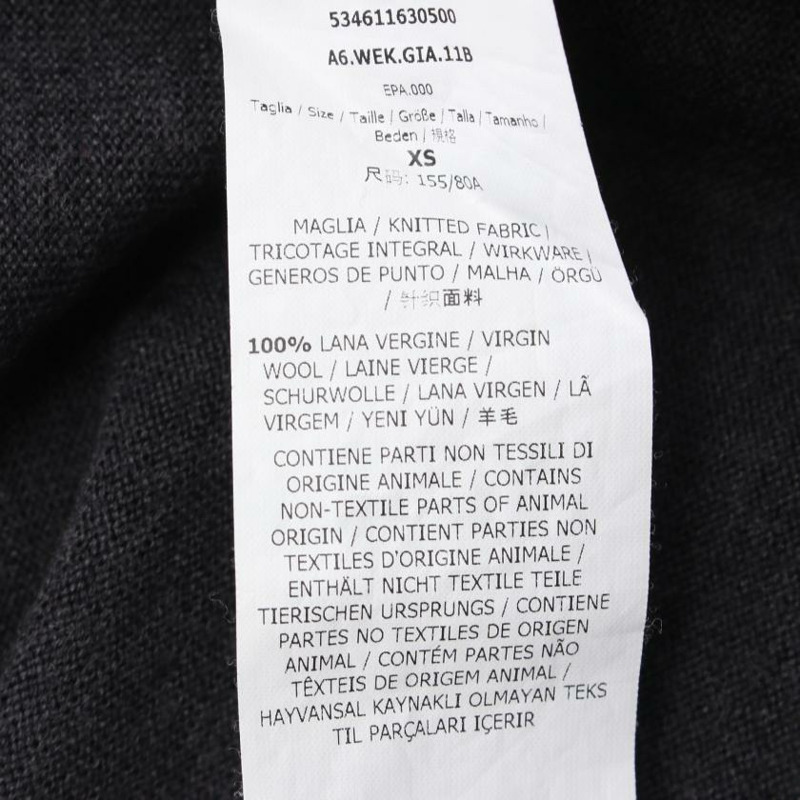 534611630500
A6.WEK.GIA.11B
EPA.000
Taglia / Size / Taille / Größe / Talla / Tamanho /
Beden / 規格
XS
尺码: 155/80A
MAGLIA / KNITTED FABRIC /
TRICOTAGE INTEGRAL / WIRKWARE /
GENEROS DE PUNTO / MALHA / ÖRGÜ
/ 针织面料
100% LANA VERGINE / VIRGIN
WOOL / LAINE VIERGE /
SCHURWOLLE / LANA VIRGEN / LÃ
VIRGEM / YENI YÜN / 羊毛
CONTIENE PARTI NON TESSILI DI
ORIGINE ANIMALE / CONTAINS
NON-TEXTILE PARTS OF ANIMAL
ORIGIN / CONTIENT PARTIES NON
TEXTILES D'ORIGINE ANIMALE /
ENTHÄLT NICHT TEXTILE TEILE
TIERISCHEN URSPRUNGS / CONTIENE
PARTES NO TEXTILES DE ORIGEN
ANIMAL / CONTÉM PARTES NÃO
TÊXTEIS DE ORIGEM ANIMAL /
HAYVANSAL KAYNAKLI OLMAYAN TEKS
TIL PARÇALARI IÇERIR